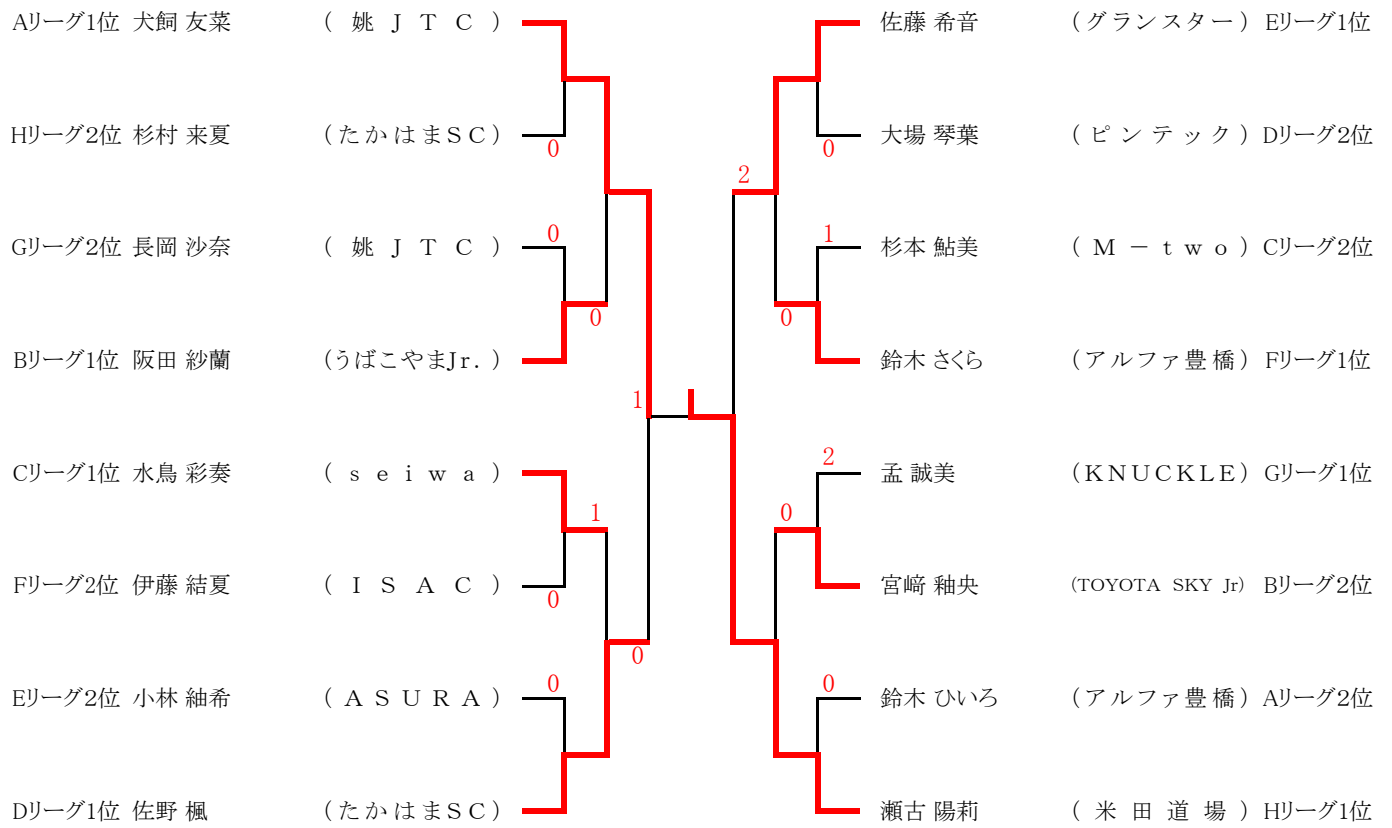 Aリーグ1位 犬飼 友菜 ( 姚 J T C ) 佐藤 希音 (グランスター) Eリーグ1位
Hリーグ2位 杉村 来夏 (たかはまSC) 0 大場 琴葉 0 (ピンテック) Dリーグ2位
2
Gリーグ2位 長岡 沙奈 ( 姚 J T C ) 0 杉本 鮎美 1 (M-two) Cリーグ2位
0 0
Bリーグ1位 阪田 紗蘭 (うばこやまJr.) 鈴木 さくら (アルファ豊橋) Fリーグ1位
1
Cリーグ1位 水鳥 彩奏 (seiwa) 2 孟 誠美 (KNUCKLE) Gリーグ1位
1 0
Fリーグ2位 伊藤 結夏 (ISAC) 0 宮﨑 釉央 (TOYOTA SKY Jr) Bリーグ2位
0
Eリーグ2位 小林 紬希 (ASURA) 0 0 鈴木 ひいろ (アルファ豊橋) Aリーグ2位
Dリーグ1位 佐野 楓 (たかはまSC) 瀬古 陽莉 (米田道場) Hリーグ1位